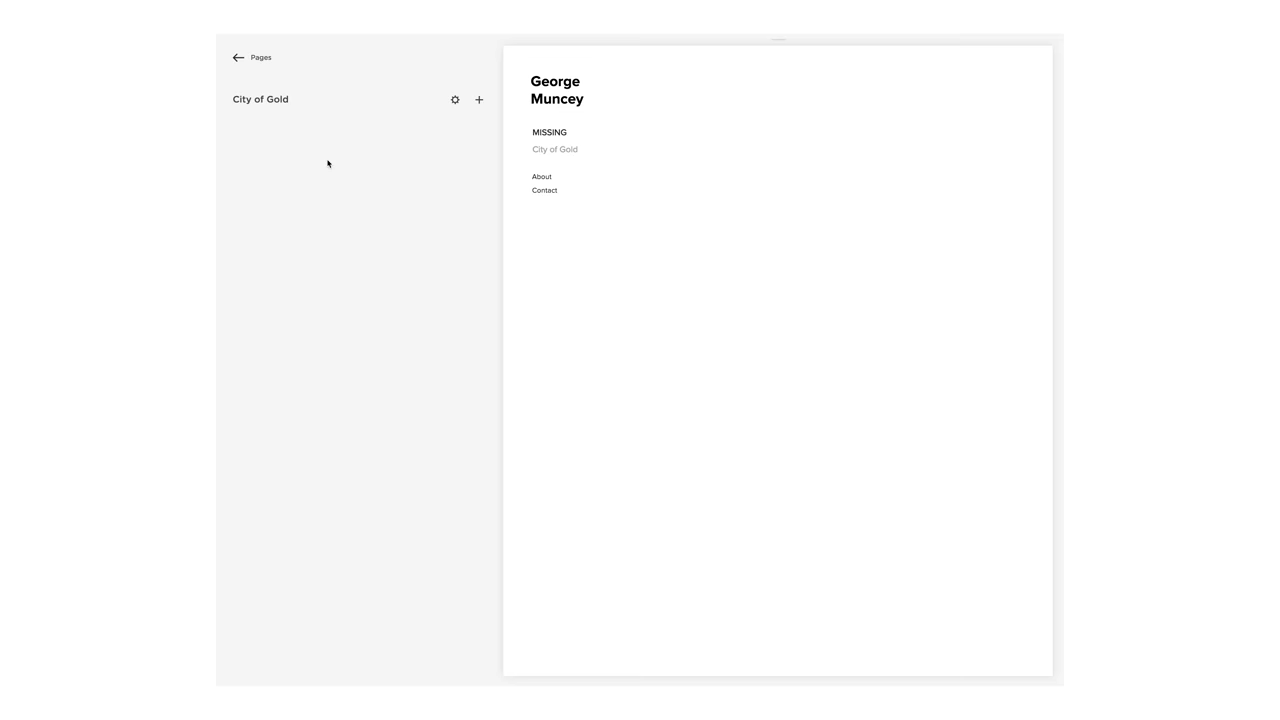 Pages
City of Gold
George
Muncey
MISSING
City of Gold
About
Contact